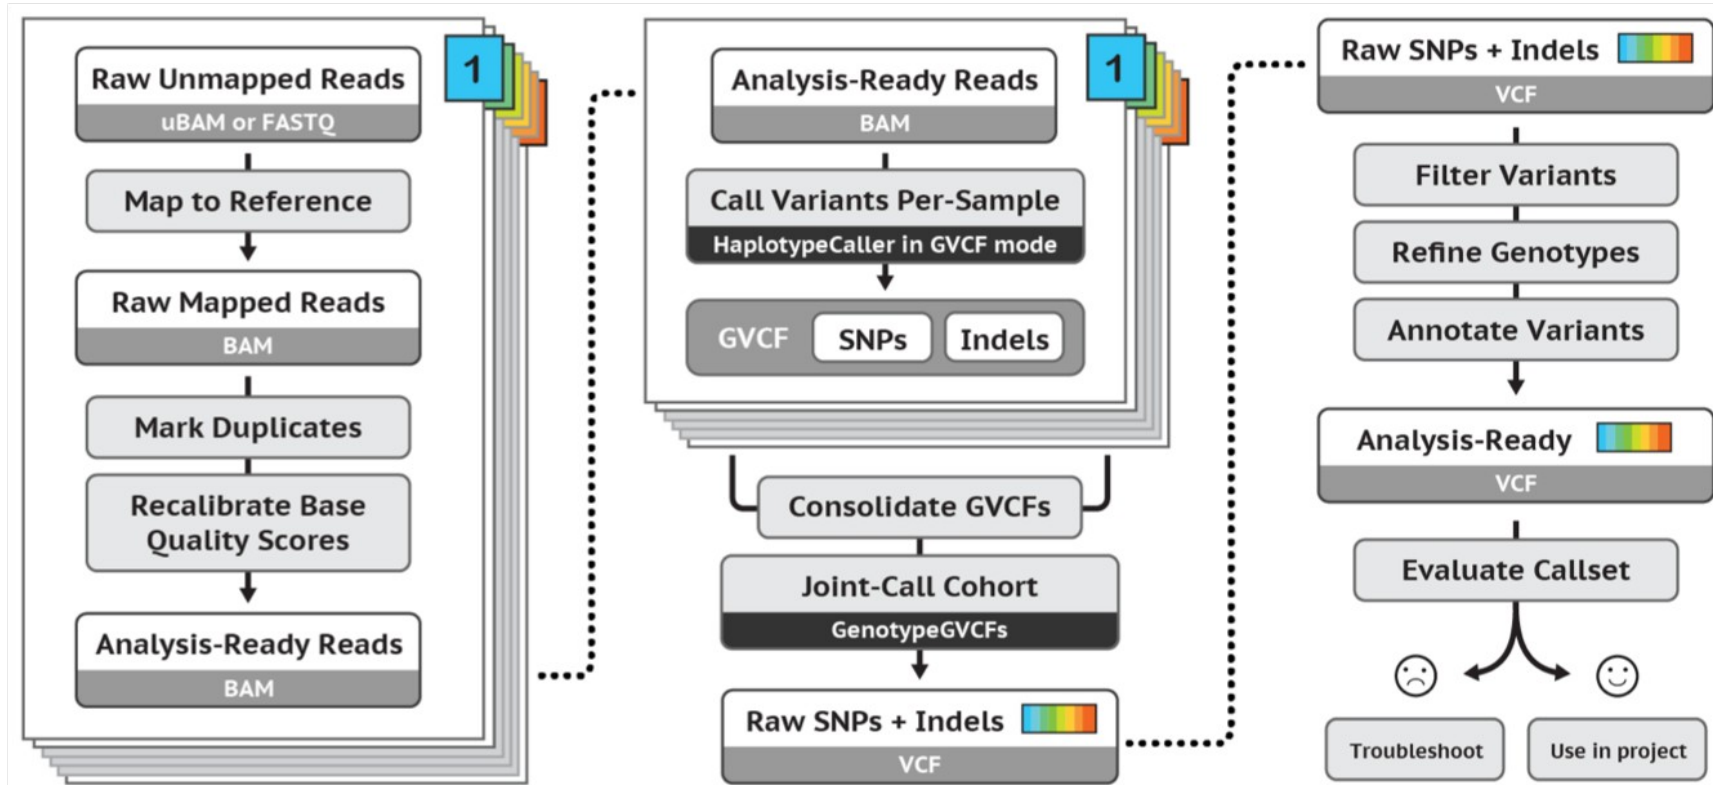 1
Raw Unmapped Reads
uBAM or FASTQ
Map to Reference
Raw Mapped Reads
BAM
Mark Duplicates
Recalibrate Base
Quality Scores
Analysis-Ready Reads
BAM
1
Analysis-Ready Reads
BAM
Call Variants Per-Sample
HaplotypeCaller in GVCF mode
GVCF SNPs Indels
Consolidate GVCFs
Joint-Call Cohort
GenotypeGVCFs
Raw SNPs + Indels
VCF
Raw SNPs + Indels
VCF
Filter Variants
Refine Genotypes
Annotate Variants
Analysis-Ready
VCF
Evaluate Callset
Troubleshoot
Use in project